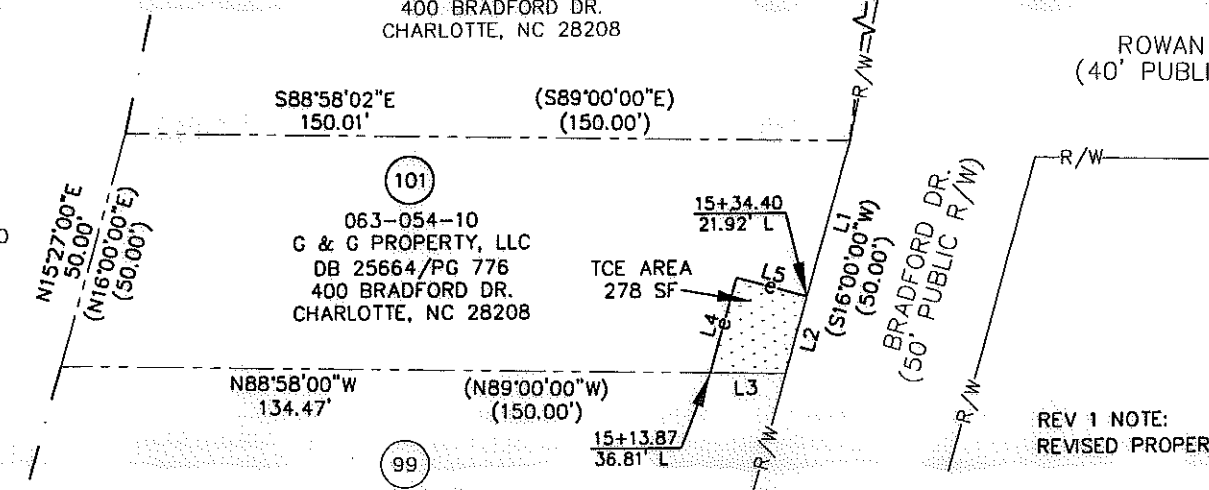 400 BRADFORD DR.
CHARLOTTE, NC 28208
ROWAN
(40' PUBLI
R/W
S88°58'02"E
150.01'
(S89°00'00"E)
(150.00')
R/W
101
063-054-10
G & G PROPERTY, LLC
DB 25664/PG 776
400 BRADFORD DR.
CHARLOTTE, NC 28208
N15°27'00"E
50.00'
(N16°00'00"E)
(50.00')
15+34.40
21.92' L
TCE AREA
278 SF
L5
e
L4
e
L1
(S16°00'00"W)
(50.00')
L2
BRADFORD DR.
(50' PUBLIC R/W)
L3
N88°58'00"W
134.47'
(N89°00'00"W)
(150.00')
R/W
15+13.87
36.81' L
R/W
99
REV 1 NOTE:
REVISED PROPER